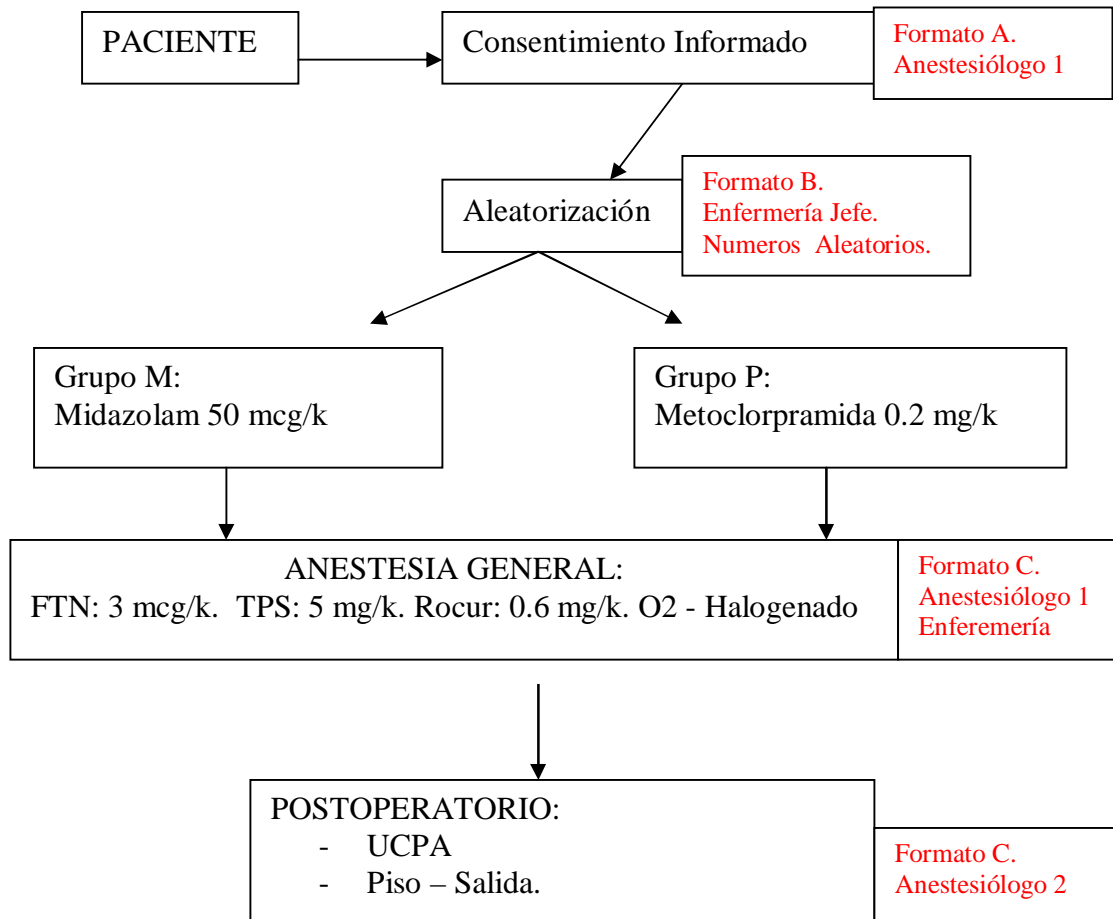 PACIENTE
Consentimiento Informado
Formato A.
Anestesiólogo 1
Aleatorización
Formato B.
Enfermería Jefe.
Numeros Aleatorios.
Grupo M:
Midazolam 50 mcg/k
Grupo P:
Metoclorpramida 0.2 mg/k
ANESTESIA GENERAL:
FTN: 3 mcg/k. TPS: 5 mg/k. Rocur: 0.6 mg/k. O2 - Halogenado
Formato C.
Anestesiólogo 1
Enferemería
POSTOPERATORIO:
- UCPA
- Piso – Salida.
Formato C.
Anestesiólogo 2